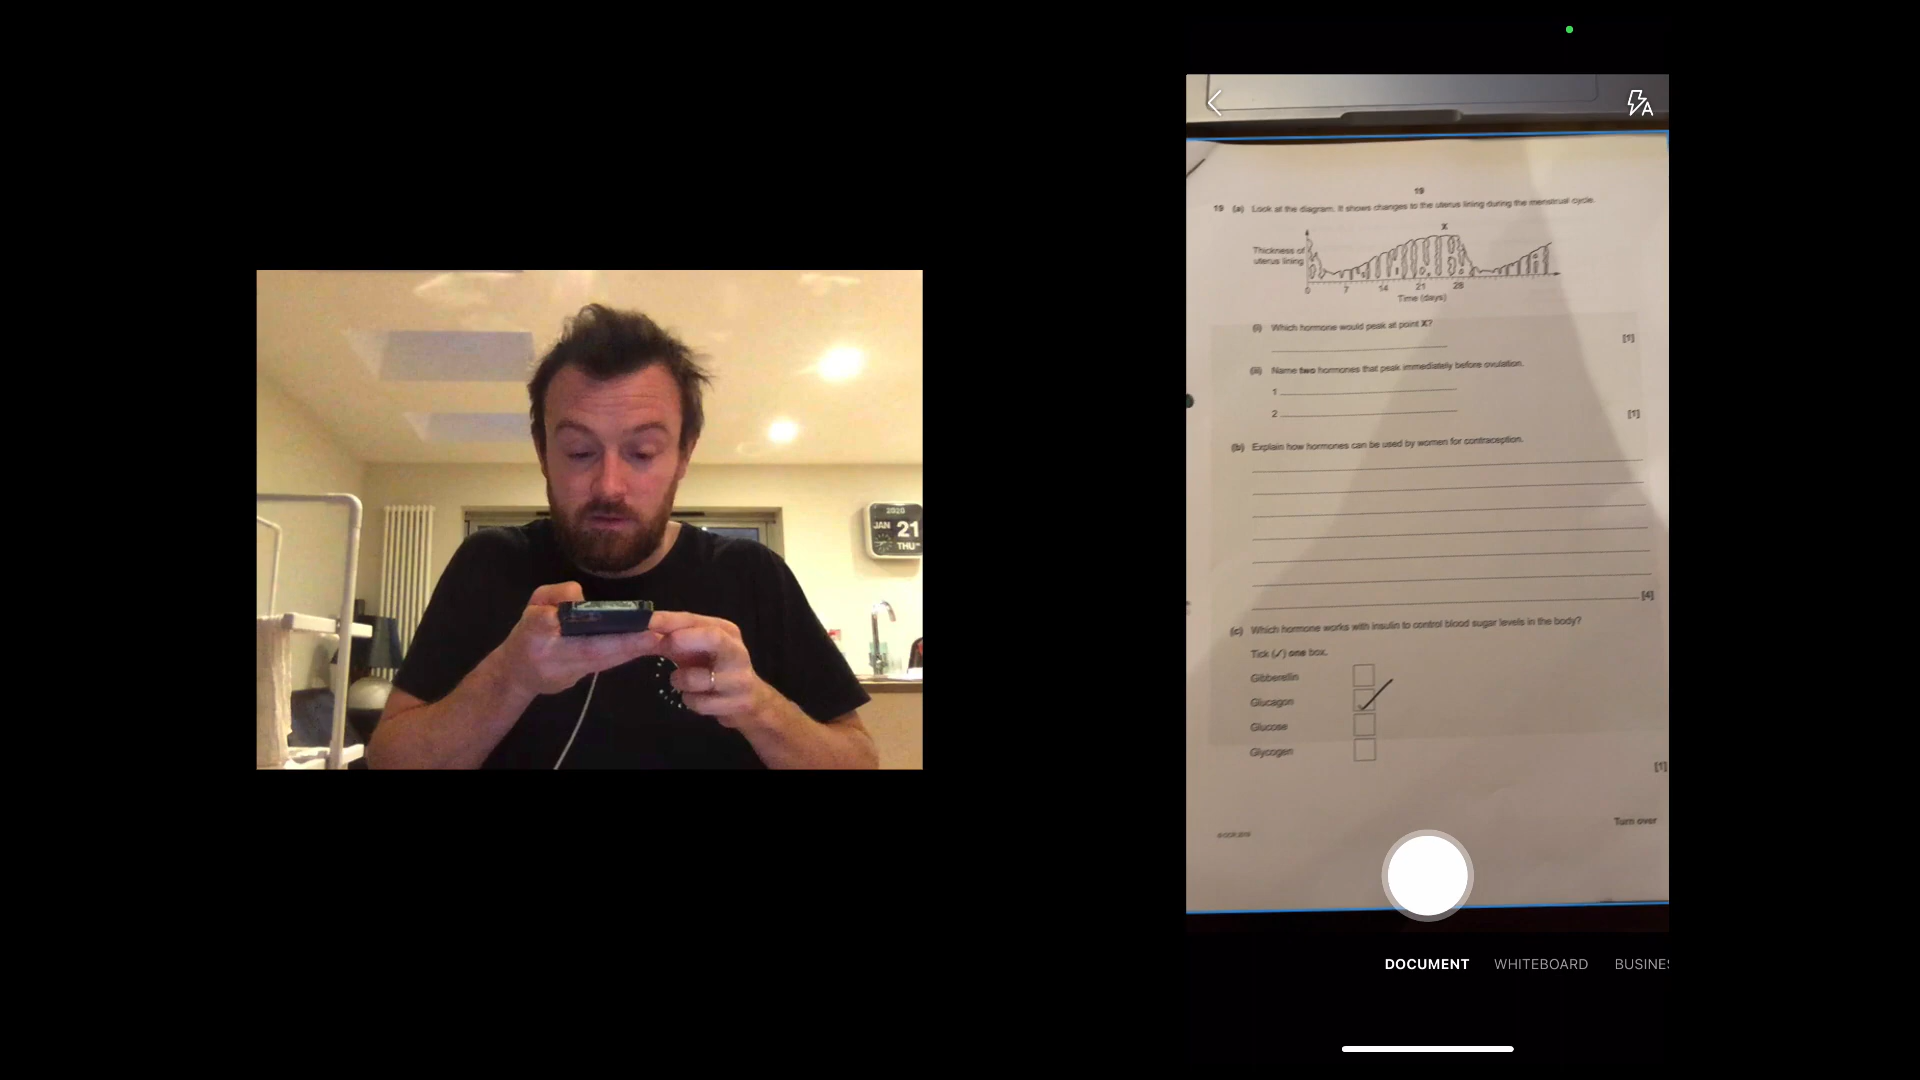 2020
JAN 21
THU
19
19 (a) Look at the diagram. It shows changes to the uterus lining during the menstrual cycle.
X
Thickness of
uterus lining
0 7 14 21 28
Time (days)
(i) Which hormone would peak at point X?
[1]
(ii) Name two hormones that peak immediately before ovulation.
1
2
[1]
(b) Explain how hormones can be used by women for contraception.
[4]
(c) Which hormone works with insulin to control blood sugar levels in the body?
Tick (✓) one box.
Gibberellin
Glucagon ✓
Glucose
Glycogen
[1]
Turn over
DOCUMENT WHITEBOARD BUSINES